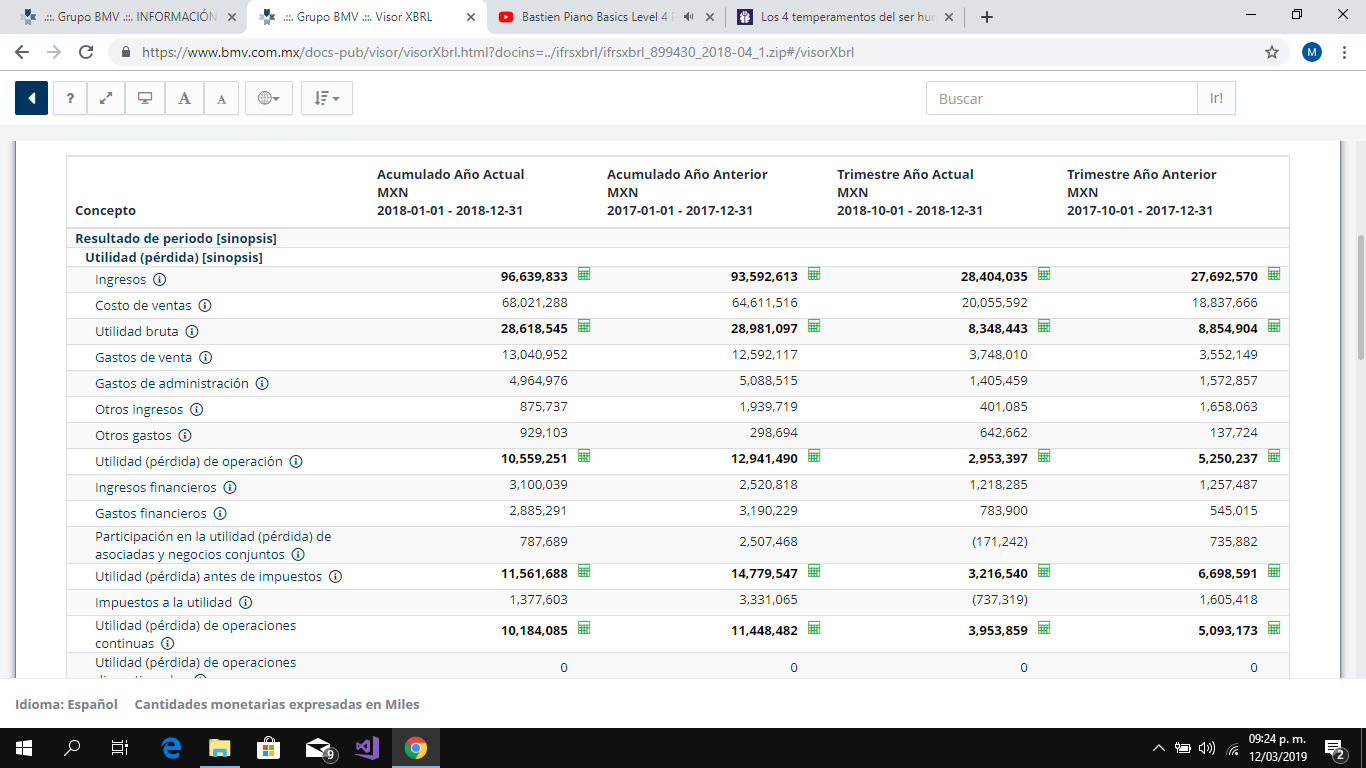 .::. Grupo BMV .::. INFORMACIÓN
.::. Grupo BMV .::. Visor XBRL
Bastien Piano Basics Level 4
Los 4 temperamentos del ser hu
https://www.bmv.com.mx/docs-pub/visor/visorXbrl.html?docins=../ifrsxbrl/ifrsxbrl_899430_2018-04_1.zip#/visorXbrl
M
? A A
Buscar Ir!
Concepto
Acumulado Año Actual
MXN
2018-01-01 - 2018-12-31
Acumulado Año Anterior
MXN
2017-01-01 - 2017-12-31
Trimestre Año Actual
MXN
2018-10-01 - 2018-12-31
Trimestre Año Anterior
MXN
2017-10-01 - 2017-12-31
Resultado de periodo [sinopsis]
Utilidad (pérdida) [sinopsis]
Ingresos 96,639,833 93,592,613 28,404,035 27,692,570
Costo de ventas 68,021,288 64,611,516 20,055,592 18,837,666
Utilidad bruta 28,618,545 28,981,097 8,348,443 8,854,904
Gastos de venta 13,040,952 12,592,117 3,748,010 3,552,149
Gastos de administración 4,964,976 5,088,515 1,405,459 1,572,857
Otros ingresos 875,737 1,939,719 401,085 1,658,063
Otros gastos 929,103 298,694 642,662 137,724
Utilidad (pérdida) de operación 10,559,251 12,941,490 2,953,397 5,250,237
Ingresos financieros 3,100,039 2,520,818 1,218,285 1,257,487
Gastos financieros 2,885,291 3,190,229 783,900 545,015
Participación en la utilidad (pérdida) de
asociadas y negocios conjuntos 787,689 2,507,468 (171,242) 735,882
Utilidad (pérdida) antes de impuestos 11,561,688 14,779,547 3,216,540 6,698,591
Impuestos a la utilidad 1,377,603 3,331,065 (737,319) 1,605,418
Utilidad (pérdida) de operaciones
continuas 10,184,085 11,448,482 3,953,859 5,093,173
Utilidad (pérdida) de operaciones
0 0 0 0
Idioma: Español Cantidades monetarias expresadas en Miles
9
09:24 p. m.
12/03/2019
2